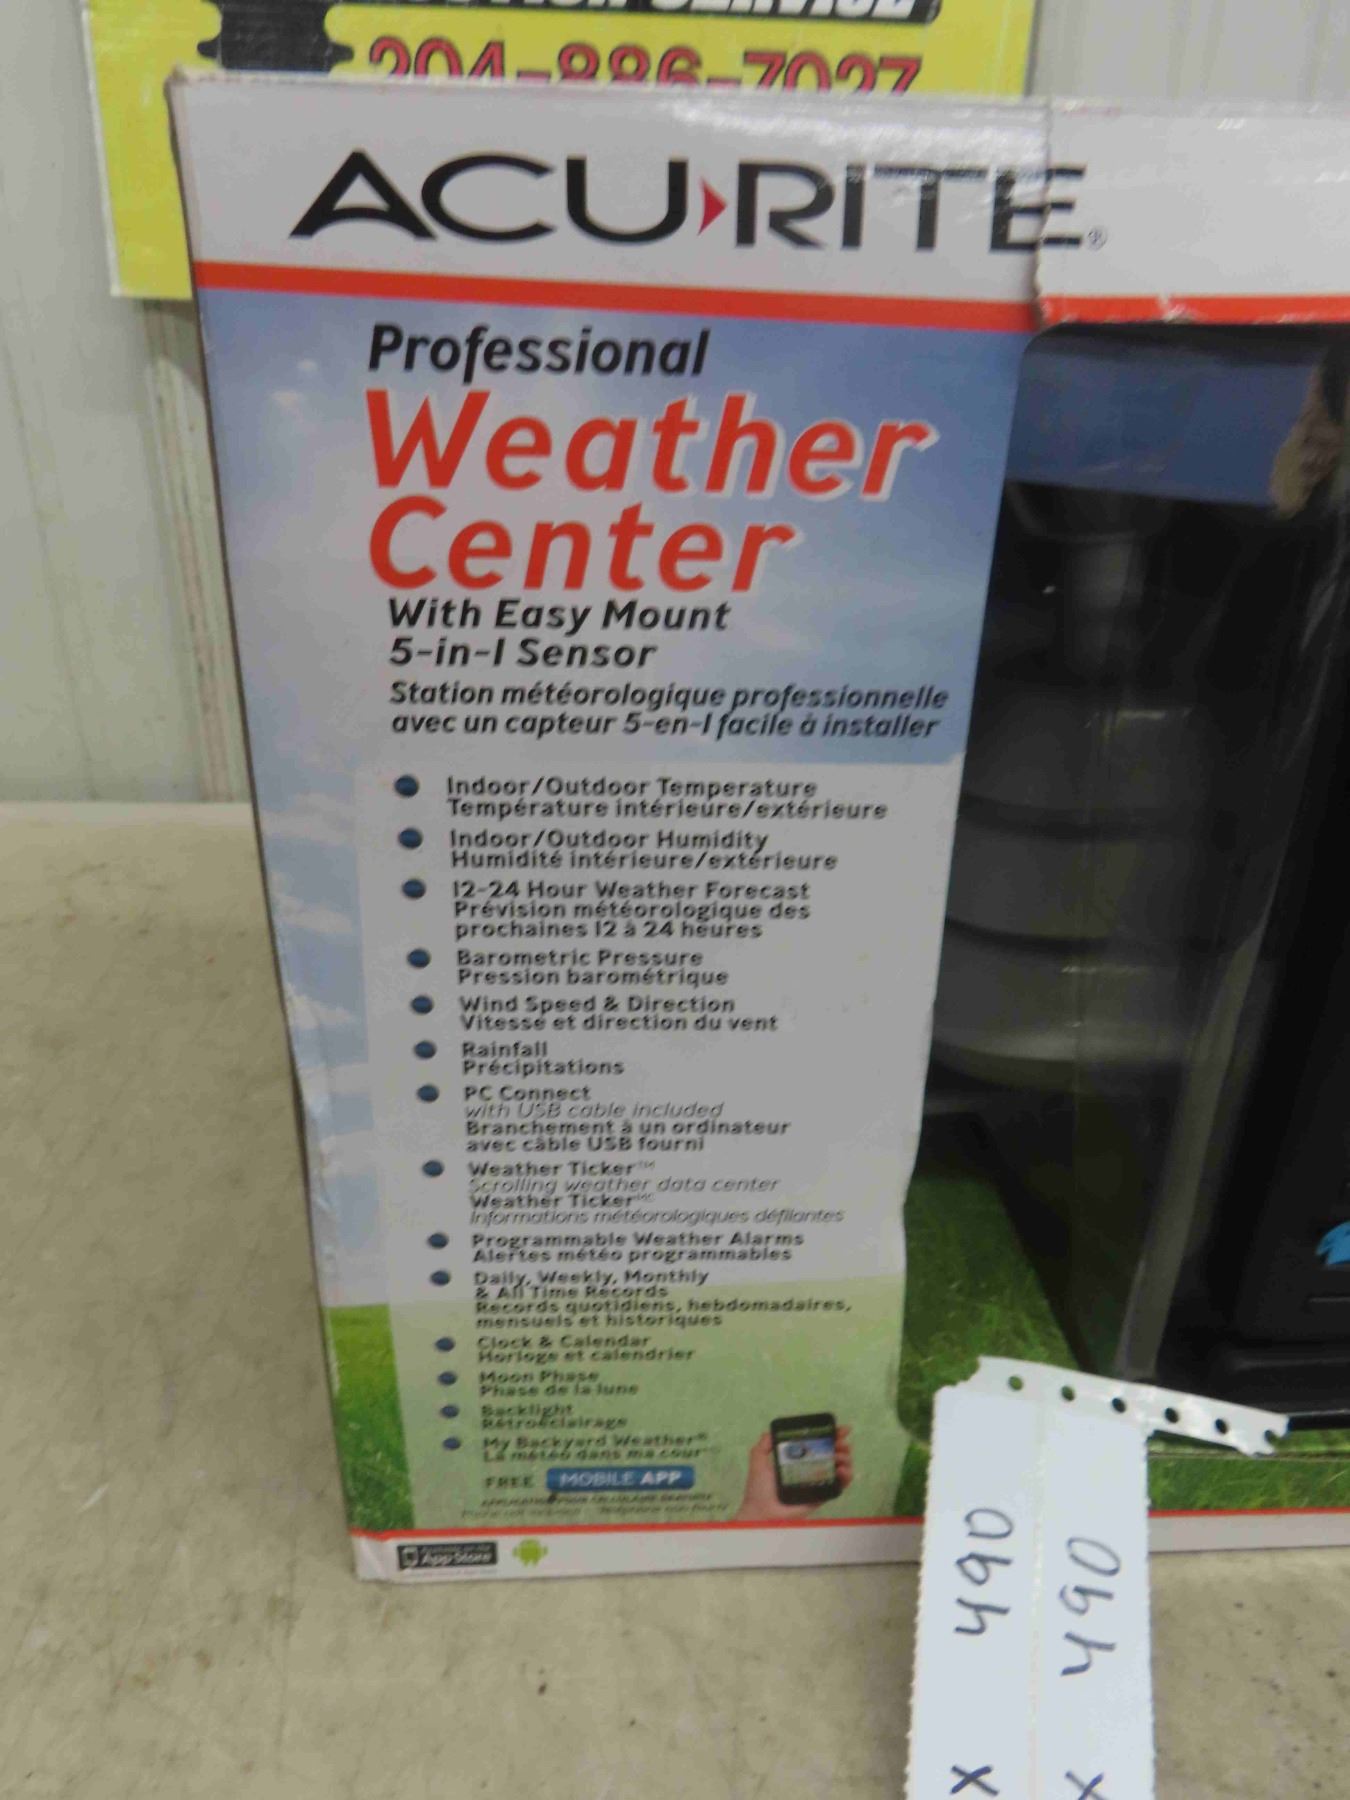 204-886-7027
ACU RITE®
Professional
Weather
Center
With Easy Mount
5-in-1 Sensor
Station météorologique professionnelle
avec un capteur 5-en-1 facile à installer
Indoor/Outdoor Temperature
Température intérieure/extérieure
Indoor/Outdoor Humidity
Humidité intérieure/extérieure
12-24 Hour Weather Forecast
Prévision météorologique des
prochaines 12 à 24 heures
Barometric Pressure
Pression barométrique
Wind Speed & Direction
Vitesse et direction du vent
Rainfall
Précipitations
PC Connect
with USB cable included
Branchement à un ordinateur
avec câble USB fourni
Weather Ticker™
Scrolling weather data center
Weather Ticker MC
Informations météorologiques défilantes
Programmable Weather Alarms
Alertes météo programmables
Daily, Weekly, Monthly
& All Time Records
Records quotidiens, hebdomadaires,
mensuels et historiques
Clock & Calendar
Horloge et calendrier
Moon Phase
Phase de la lune
Backlight
Rétroéclairage
My Backyard Weather®
La météo dans ma cour
FREE MOBILE APP
App Store
x 490
x 490